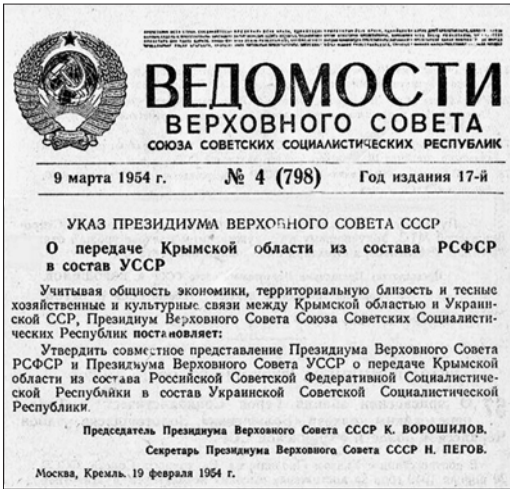 ВЕДОМОСТИ
ВЕРХОВНОГО СОВЕТА
СОЮЗА СОВЕТСКИХ СОЦИАЛИСТИЧЕСКИХ РЕСПУБЛИК
9 марта 1954 г. № 4 (798) Год издания 17-й
УКАЗ ПРЕЗИДИУМА ВЕРХОВНОГО СОВЕТА СССР
О передаче Крымской области из состава РСФСР
в состав УССР
Учитывая общность экономики, территориальную близость и тесные
хозяйственные и культурные связи между Крымской областью и Украин-
ской ССР, Президиум Верховного Совета Союза Советских Социалисти-
ческих Республик постановляет:
Утвердить совместное представление Президиума Верховного Совета
РСФСР и Президиума Верховного Совета УССР о передаче Крымской
области из состава Российской Советской Федеративной Социалистиче-
ской Республики в состав Украинской Советской Социалистической
Республики.
Председатель Президиума Верховного Совета СССР К. ВОРОШИЛОВ.
Секретарь Президиума Верховного Совета СССР Н. ПЕГОВ.
Москва, Кремль. 19 февраля 1954 г.